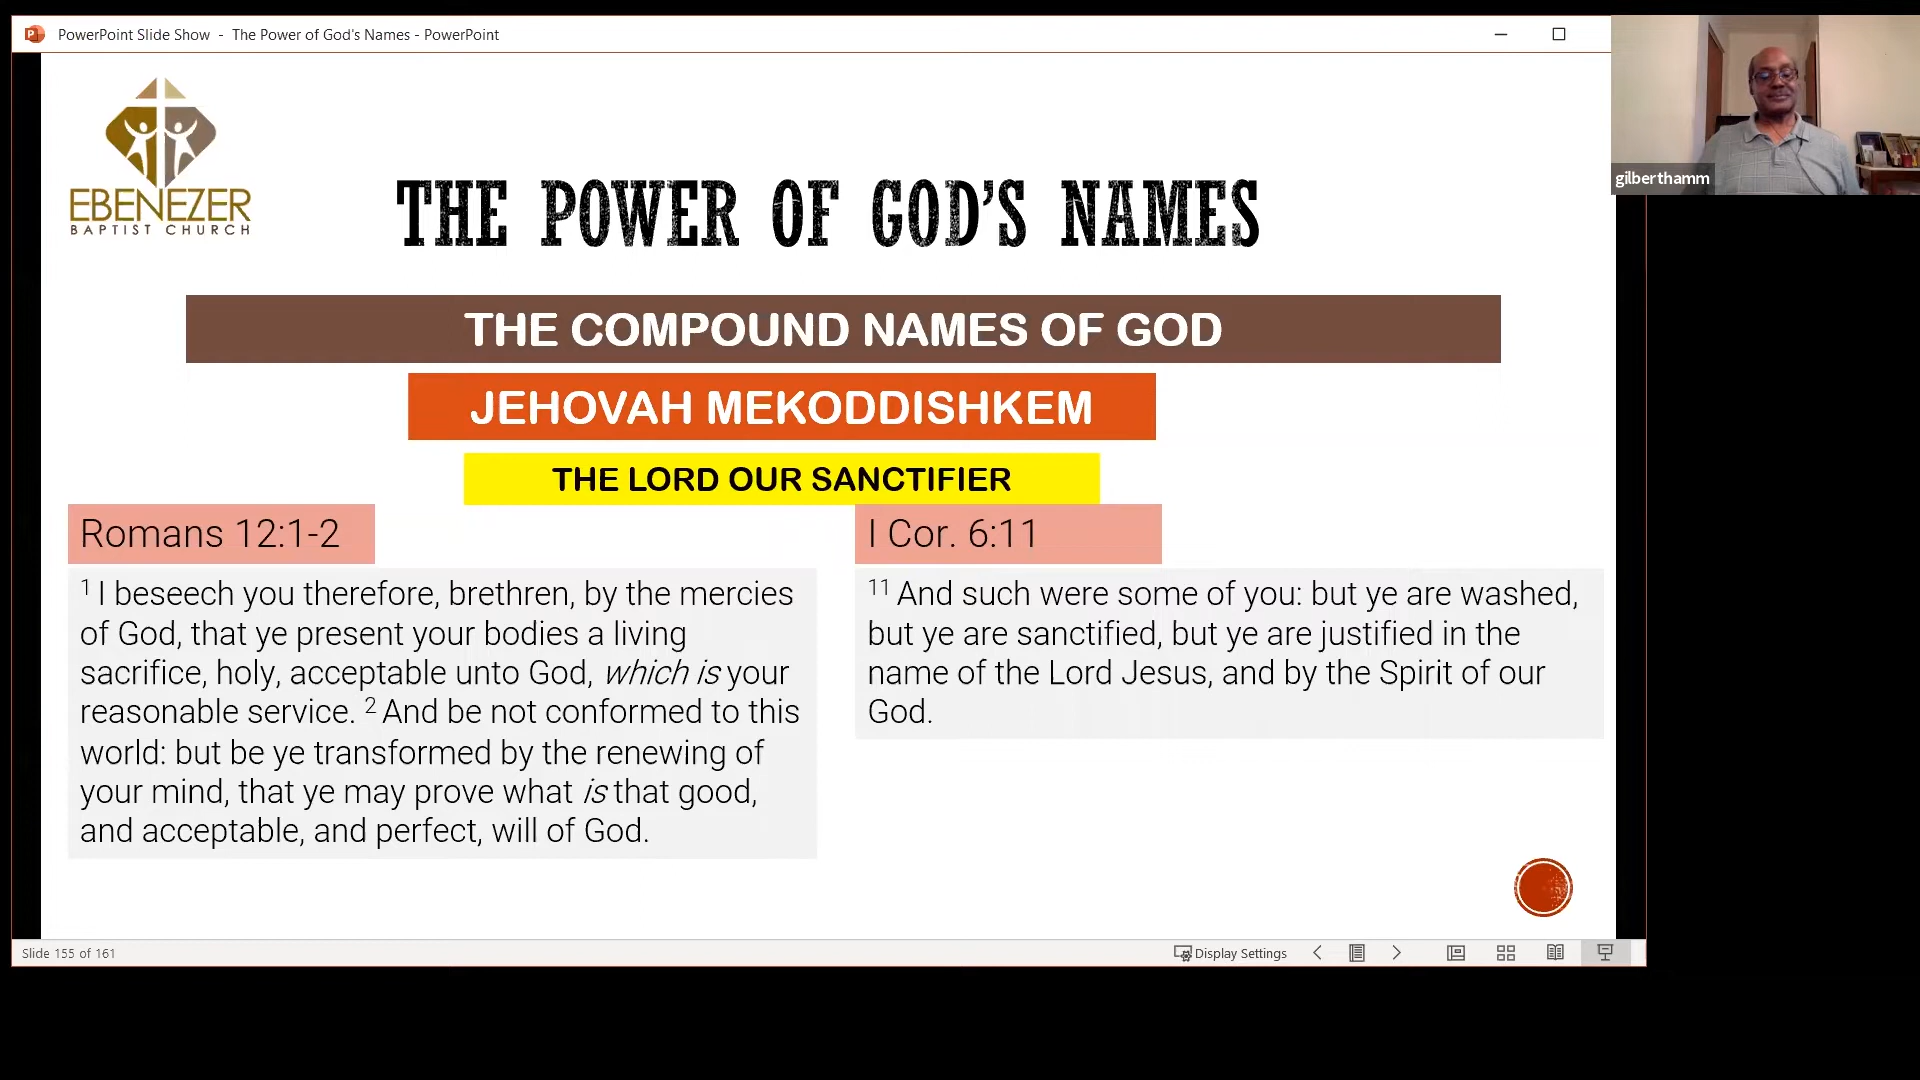 PowerPoint Slide Show - The Power of God's Names - PowerPoint
gilberthamm
EBENEZER
BAPTIST CHURCH
THE POWER OF GOD'S NAMES
THE COMPOUND NAMES OF GOD
JEHOVAH MEKODDISHKEM
THE LORD OUR SANCTIFIER
Romans 12:1-2
1 I beseech you therefore, brethren, by the mercies
of God, that ye present your bodies a living
sacrifice, holy, acceptable unto God, which is your
reasonable service. 2 And be not conformed to this
world: but be ye transformed by the renewing of
your mind, that ye may prove what is that good,
and acceptable, and perfect, will of God.
I Cor. 6:11
11 And such were some of you: but ye are washed,
but ye are sanctified, but ye are justified in the
name of the Lord Jesus, and by the Spirit of our
God.
Slide 155 of 161
Display Settings